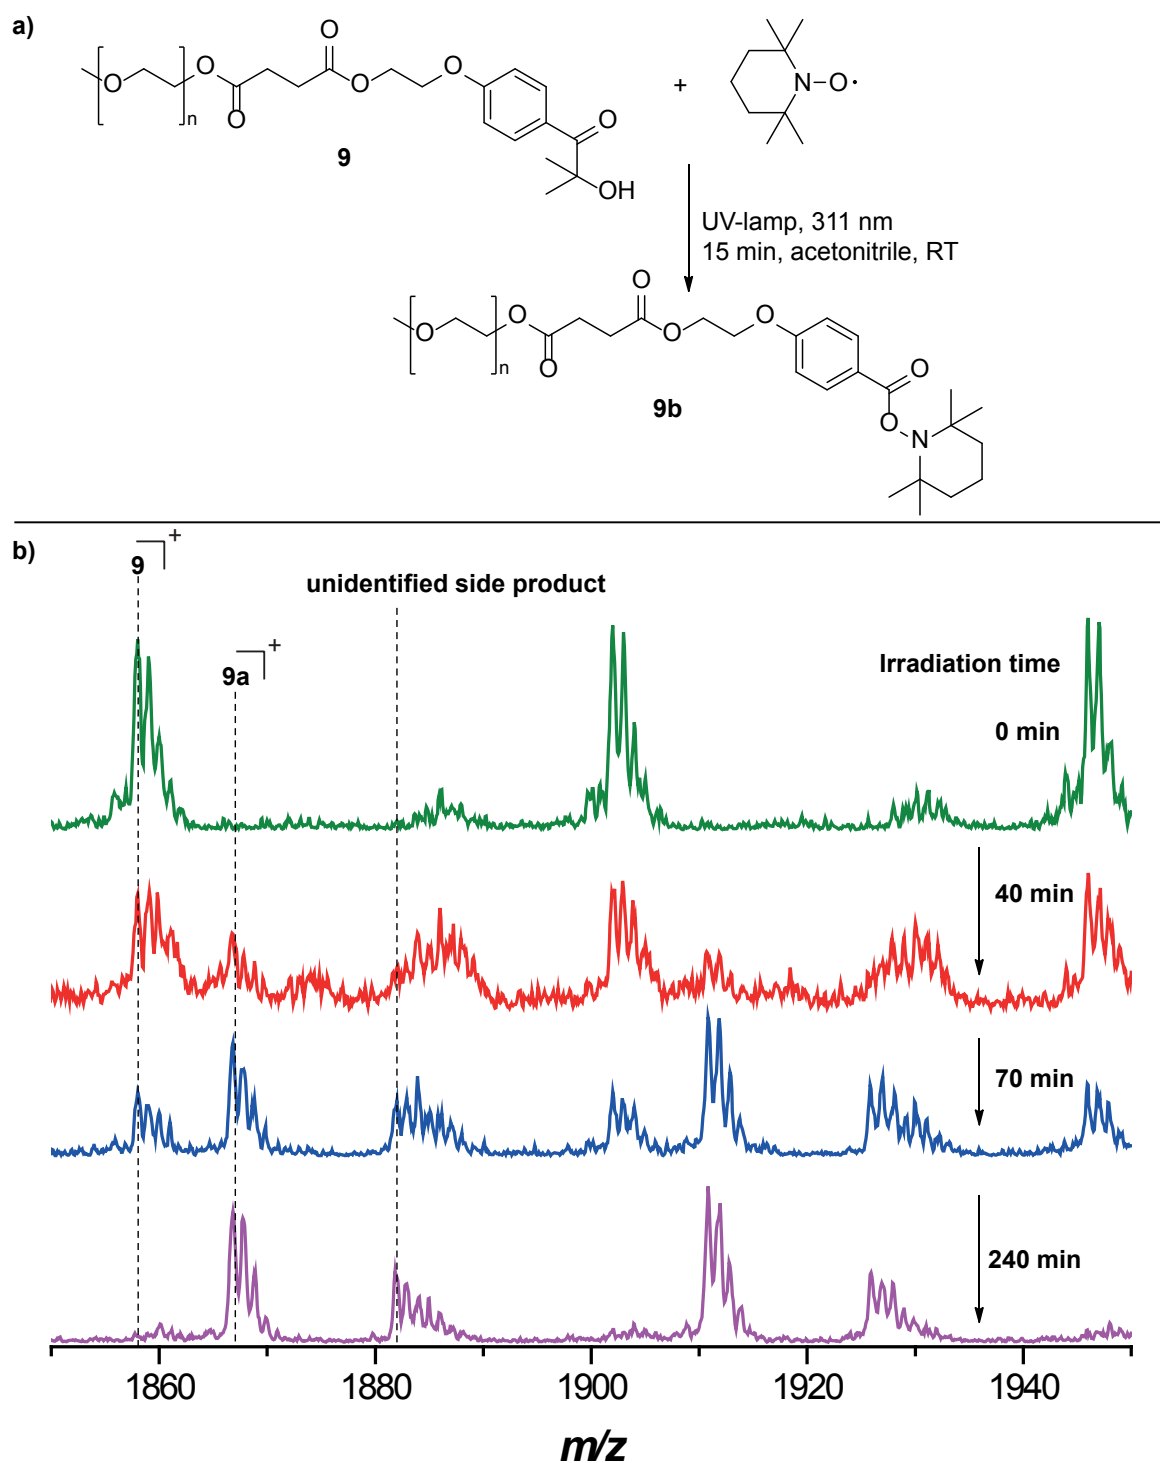 a)
O
O
n
O
O
O
O
O
OH
9
+
N
O·
UV-lamp, 311 nm
15 min, acetonitrile, RT
O
O
n
O
O
O
O
O
O
N
9b
b)
9
+
unidentified side product
9a
+
Irradiation time
0 min
40 min
70 min
240 min
1860
1880
1900
1920
1940
m/z